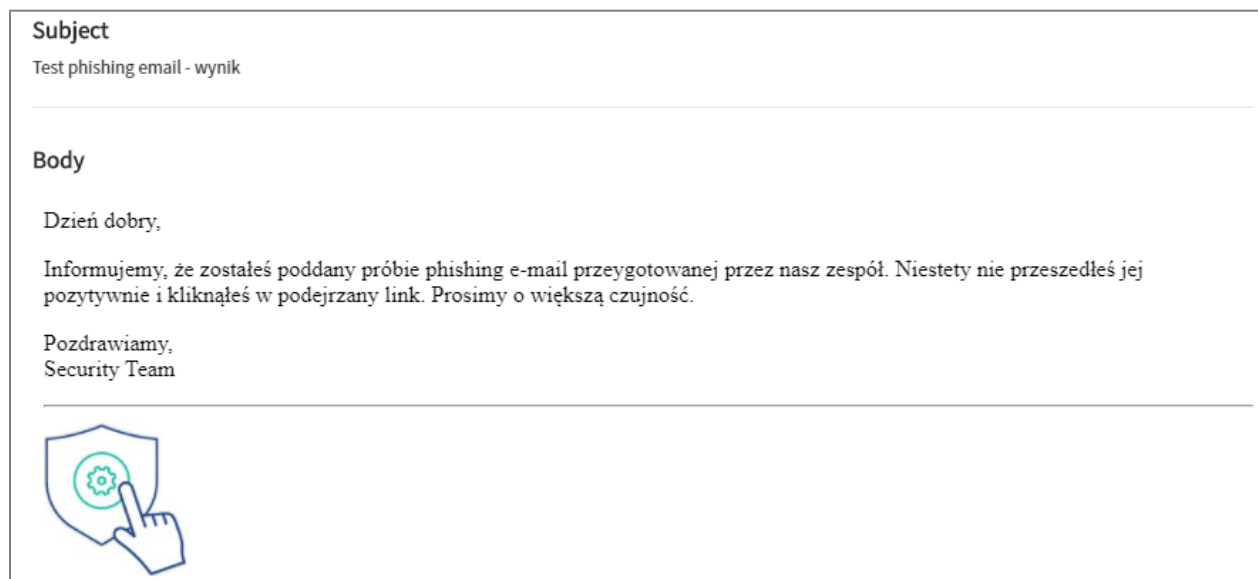 Subject
Test phishing email - wynik
Body
Dzień dobry,
Informujemy, że zostałeś poddany próbie phishing e-mail przeygotowanej przez nasz zespół. Niestety nie przeszedłeś jej
pozytywnie i kliknąłeś w podejrzany link. Prosimy o większą czujność.
Pozdrawiamy,
Security Team